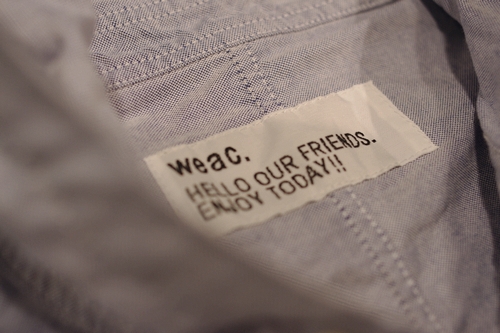 weac.
HELLO OUR FRIENDS.
ENJOY TODAY!!